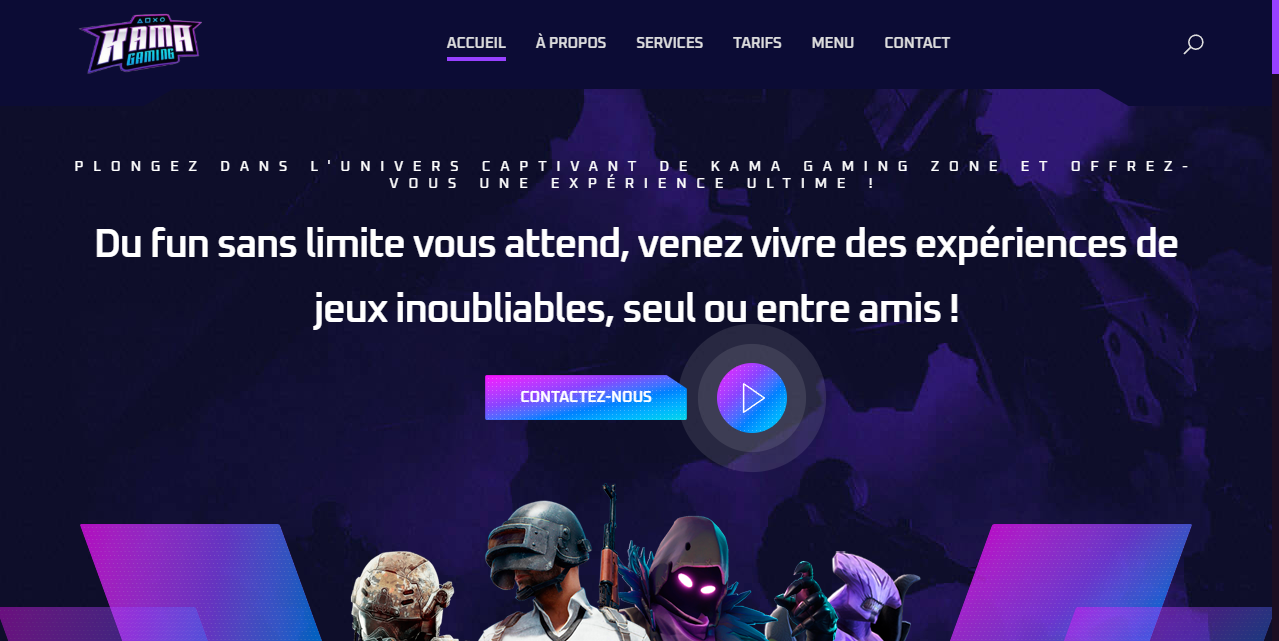 KAMA
GAMING
ACCUEIL À PROPOS SERVICES TARIFS MENU CONTACT
PLONGEZ DANS L'UNIVERS CAPTIVANT DE KAMA GAMING ZONE ET OFFREZ-
VOUS UNE EXPÉRIENCE ULTIME !
Du fun sans limite vous attend, venez vivre des expériences de
jeux inoubliables, seul ou entre amis !
CONTACTEZ-NOUS